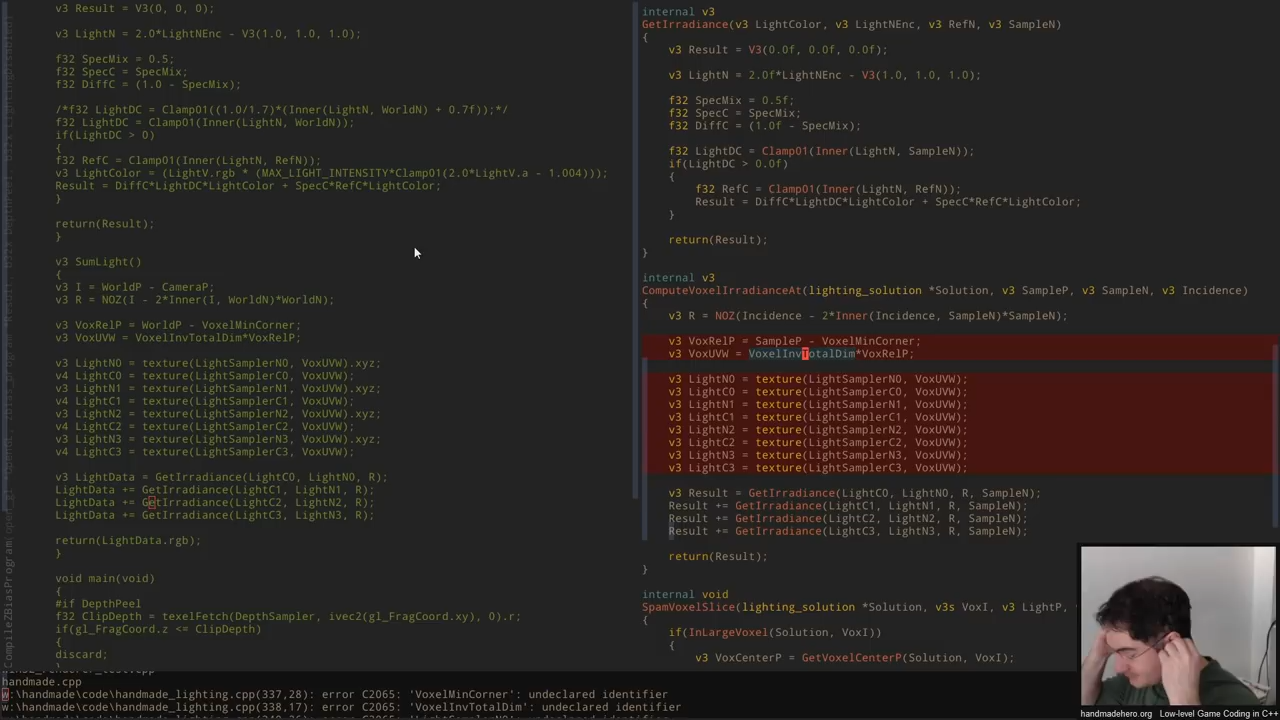 v3 Result = V3(0, 0, 0);
v3 LightN = 2.0*LightNEnc - V3(1.0, 1.0, 1.0);
f32 SpecMix = 0.5;
f32 SpecC = SpecMix;
f32 DiffC = (1.0 - SpecMix);
/*f32 LightDC = Clamp01((1.0/1.7)*(Inner(LightN, WorldN) + 0.7f));*/
f32 LightDC = Clamp01(Inner(LightN, WorldN));
if(LightDC > 0)
{
f32 RefC = Clamp01(Inner(LightN, RefN));
v3 LightColor = (LightV.rgb * (MAX_LIGHT_INTENSITY*Clamp01(2.0*LightV.a - 1.004)));
Result = DiffC*LightDC*LightColor + SpecC*RefC*LightColor;
}
return(Result);
}
v3 SumLight()
{
v3 I = WorldP - CameraP;
v3 R = NOZ(I - 2*Inner(I, WorldN)*WorldN);
v3 VoxRelP = WorldP - VoxelMinCorner;
v3 VoxUVW = VoxelInvTotalDim*VoxRelP;
v3 LightN0 = texture(LightSamplerN0, VoxUVW).xyz;
v4 LightC0 = texture(LightSamplerC0, VoxUVW);
v3 LightN1 = texture(LightSamplerN1, VoxUVW).xyz;
v4 LightC1 = texture(LightSamplerC1, VoxUVW);
v3 LightN2 = texture(LightSamplerN2, VoxUVW).xyz;
v4 LightC2 = texture(LightSamplerC2, VoxUVW);
v3 LightN3 = texture(LightSamplerN3, VoxUVW).xyz;
v4 LightC3 = texture(LightSamplerC3, VoxUVW);
v3 LightData = GetIrradiance(LightC0, LightN0, R);
LightData += GetIrradiance(LightC1, LightN1, R);
LightData += GetIrradiance(LightC2, LightN2, R);
LightData += GetIrradiance(LightC3, LightN3, R);
return(LightData.rgb);
}
void main(void)
{
#if DepthPeel
f32 ClipDepth = texelFetch(DepthSampler, ivec2(gl_FragCoord.xy), 0).r;
if(gl_FragCoord.z <= ClipDepth)
{
discard;
internal v3
GetIrradiance(v3 LightColor, v3 LightNEnc, v3 RefN, v3 SampleN)
{
v3 Result = V3(0.0f, 0.0f, 0.0f);
v3 LightN = 2.0f*LightNEnc - V3(1.0, 1.0, 1.0);
f32 SpecMix = 0.5f;
f32 SpecC = SpecMix;
f32 DiffC = (1.0f - SpecMix);
f32 LightDC = Clamp01(Inner(LightN, SampleN));
if(LightDC > 0.0f)
{
f32 RefC = Clamp01(Inner(LightN, RefN));
Result = DiffC*LightDC*LightColor + SpecC*RefC*LightColor;
}
return(Result);
}
internal v3
ComputeVoxelIrradianceAt(lighting_solution *Solution, v3 SampleP, v3 SampleN, v3 Incidence)
{
v3 R = NOZ(Incidence - 2*Inner(Incidence, SampleN)*SampleN);
v3 VoxRelP = SampleP - VoxelMinCorner;
v3 VoxUVW = VoxelInvTotalDim*VoxRelP;
v3 LightN0 = texture(LightSamplerN0, VoxUVW);
v3 LightC0 = texture(LightSamplerC0, VoxUVW);
v3 LightN1 = texture(LightSamplerN1, VoxUVW);
v3 LightC1 = texture(LightSamplerC1, VoxUVW);
v3 LightN2 = texture(LightSamplerN2, VoxUVW);
v3 LightC2 = texture(LightSamplerC2, VoxUVW);
v3 LightN3 = texture(LightSamplerN3, VoxUVW);
v3 LightC3 = texture(LightSamplerC3, VoxUVW);
v3 Result = GetIrradiance(LightC0, LightN0, R, SampleN);
Result += GetIrradiance(LightC1, LightN1, R, SampleN);
Result += GetIrradiance(LightC2, LightN2, R, SampleN);
Result += GetIrradiance(LightC3, LightN3, R, SampleN);
return(Result);
}
internal void
SpamVoxelSlice(lighting_solution *Solution, v3s VoxI, v3 LightP,
{
if(InLargeVoxel(Solution, VoxI))
{
v3 VoxCenterP = GetVoxelCenterP(Solution, VoxI);
handmade.cpp
w:\handmade\code\handmade_lighting.cpp(337,28): error C2065: 'VoxelMinCorner': undeclared identifier
w:\handmade\code\handmade_lighting.cpp(338,17): error C2065: 'VoxelInvTotalDim': undeclared identifier
handmadehero.org Low-level Game Coding in C++